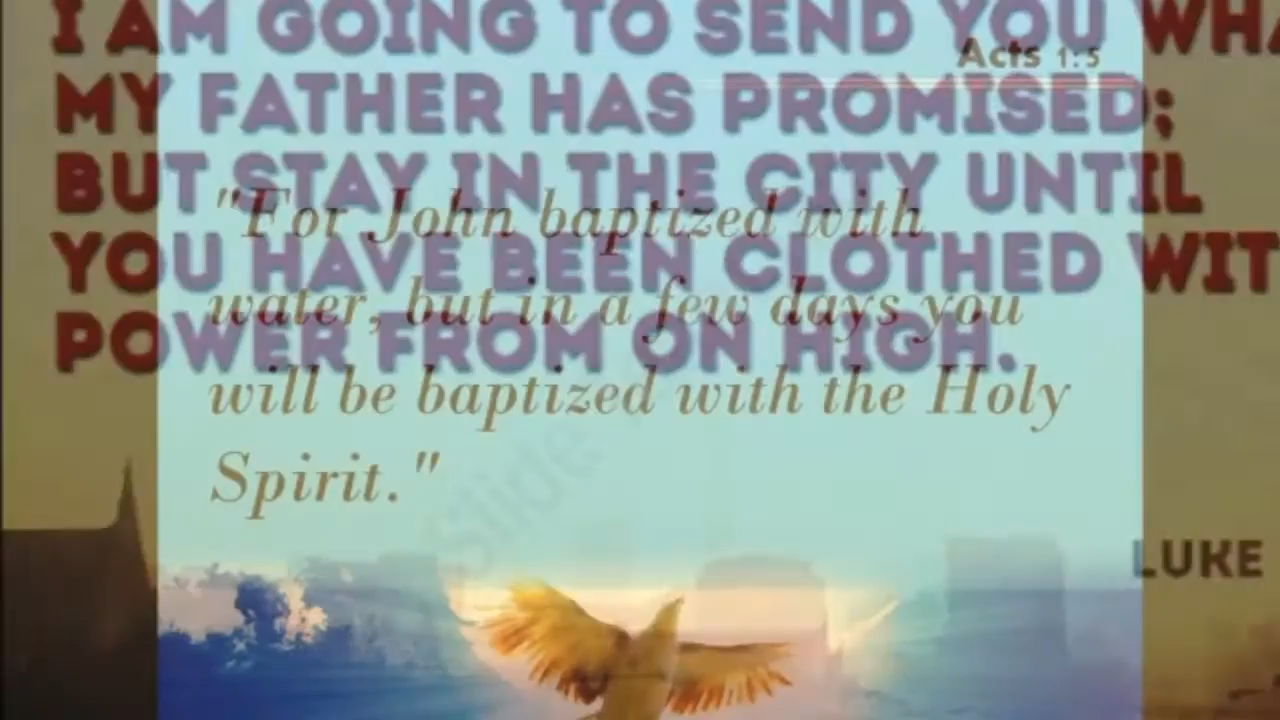 I AM GOING TO SEND YOU
MY FATHER HAS PROMISED;
BUT STAY IN THE CITY UNTIL
YOU HAVE BEEN CLOTHED
POWER FROM ON HIGH.
LUKE
Acts 1:5
"For John baptized with
water, but in a few days you
will be baptized with the Holy
Spirit."
Slide